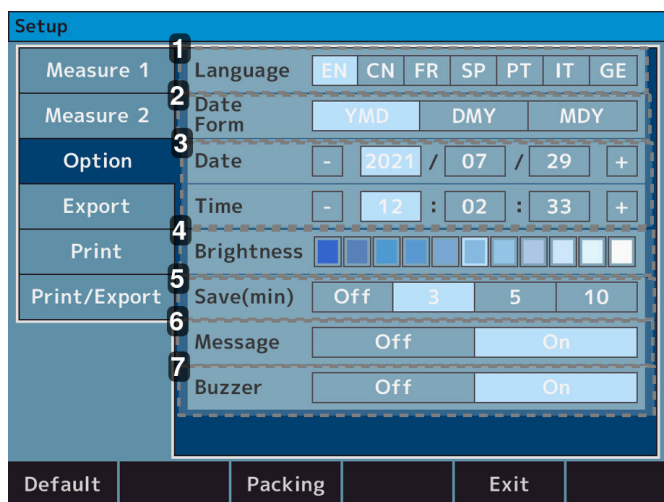 Setup
1
Measure 1
Language EN CN FR SP PT IT GE
2
Measure 2
Date Form YMD DMY MDY
3
Option
Date - 2021 / 07 / 29 +
Export
Time - 12 : 02 : 33 +
4
Print
Brightness
5
Print/Export
Save(min) Off 3 5 10
6
Message Off On
7
Buzzer Off On
Default Packing Exit